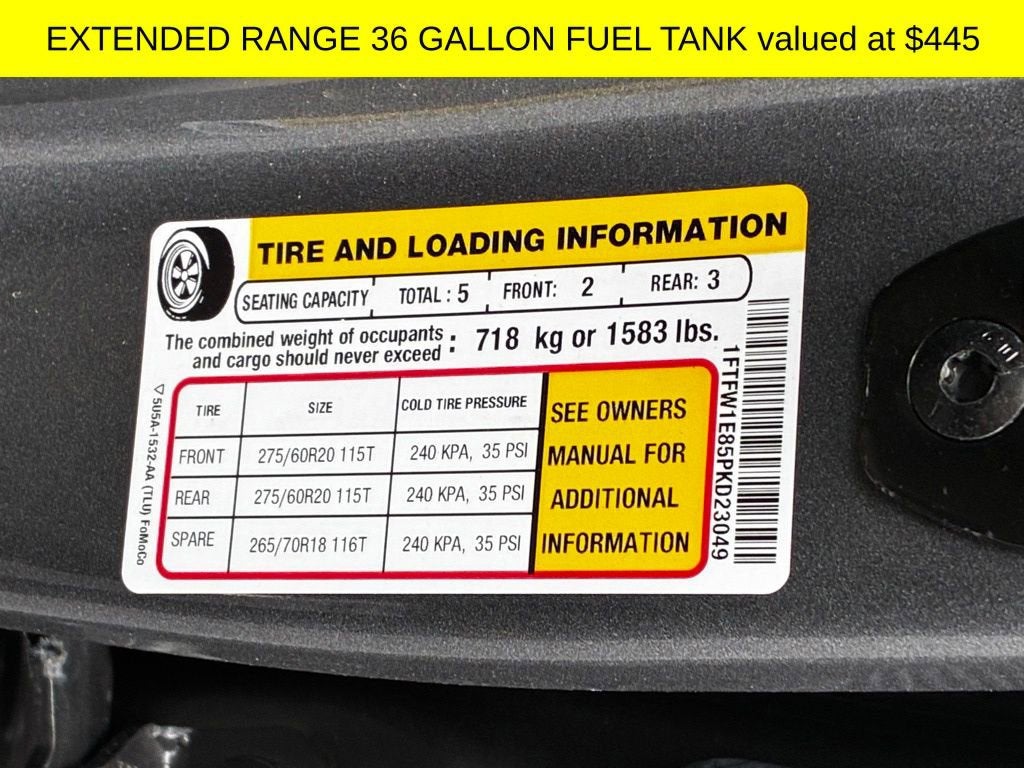 EXTENDED RANGE 36 GALLON FUEL TANK valued at $445
TIRE AND LOADING INFORMATION
SEATING CAPACITY TOTAL : 5 FRONT: 2 REAR: 3
The combined weight of occupants
and cargo should never exceed : 718 kg or 1583 lbs.
TIRE SIZE COLD TIRE PRESSURE
FRONT 275/60R20 115T 240 KPA, 35 PSI
REAR 275/60R20 115T 240 KPA, 35 PSI
SPARE 265/70R18 116T 240 KPA, 35 PSI
SEE OWNERS
MANUAL FOR
ADDITIONAL
INFORMATION
1FTFW1E85PKD23049
5U5A-1532-AA (TLU) FoMoCo